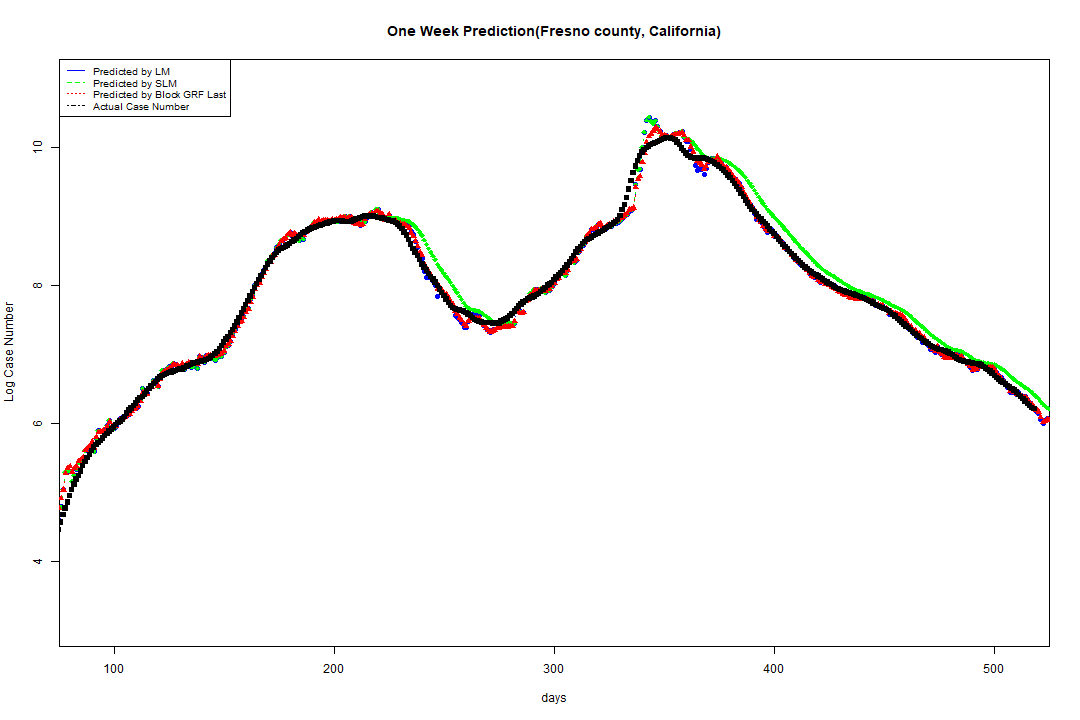 One Week Prediction(Fresno county, California)
Predicted by LM
Predicted by SLM
Predicted by Block GRF Last
Actual Case Number
Log Case Number
10
8
6
4
100 200 300 400 500
days